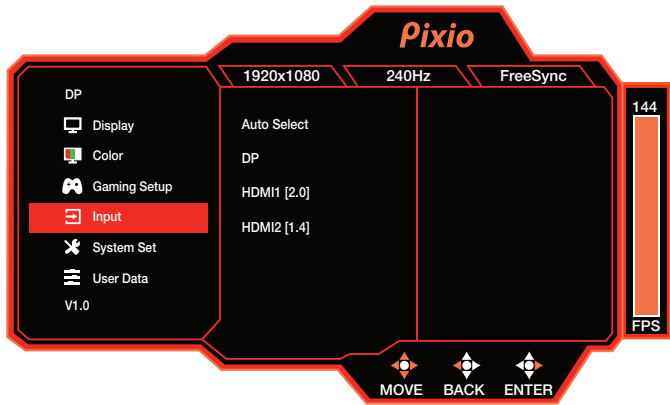 Pixio
1920x1080
240Hz
FreeSync
DP
Display
Color
Gaming Setup
Input
System Set
User Data
V1.0
Auto Select
DP
HDMI1 [2.0]
HDMI2 [1.4]
144
FPS
MOVE
BACK
ENTER